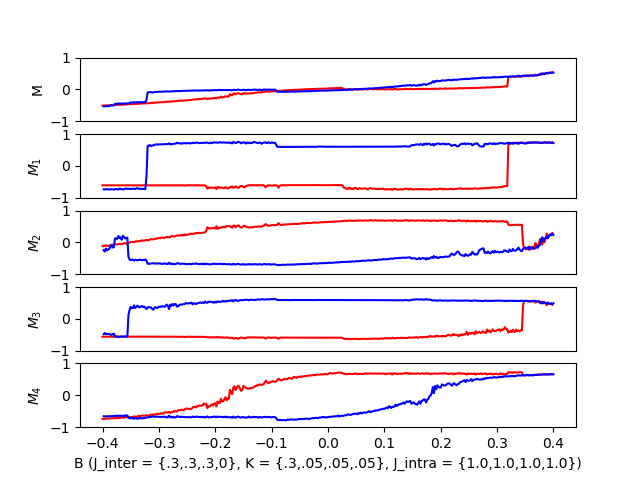 1
0
−1
M
1
0
−1
M₁
1
0
−1
M₂
1
0
−1
M₃
1
0
−1
M₄
−0.4 −0.3 −0.2 −0.1 0.0 0.1 0.2 0.3 0.4
B (J_inter = {.3,.3,.3,0}, K = {.3,.05,.05,.05}, J_intra = {1.0,1.0,1.0,1.0})